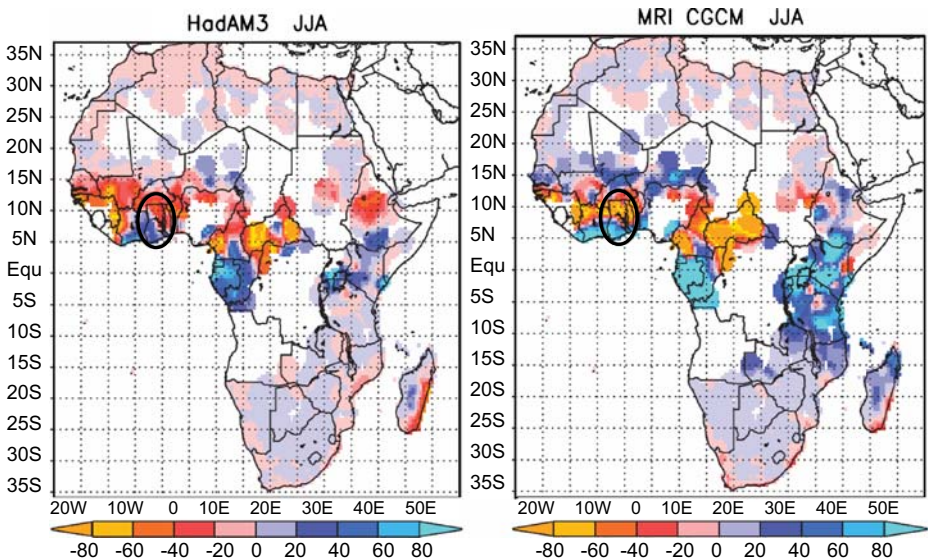 HadAM3 JJA
MRI CGCM JJA
35N
30N
25N
20N
15N
10N
5N
Equ
5S
10S
15S
20S
25S
30S
35S
20W 10W 0 10E 20E 30E 40E 50E
-80 -60 -40 -20 0 20 40 60 80
35N
30N
25N
20N
15N
10N
5N
Equ
5S
10S
15S
20S
25S
30S
35S
20W 10W 0 10E 20E 30E 40E 50E
-80 -60 -40 -20 0 20 40 60 80